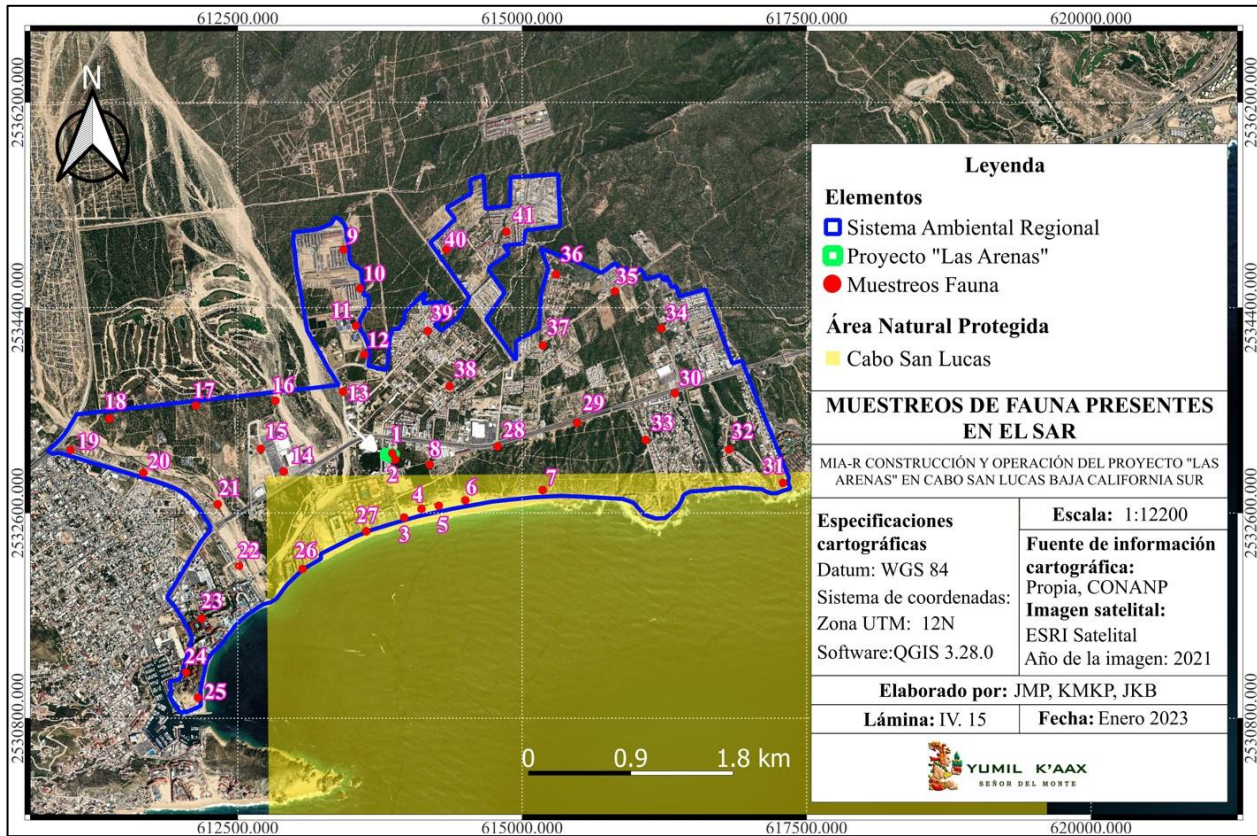 612500.000 615000.000 617500.000 620000.000
2536200.000 2536200.000
2534400.000 2534400.000
2532600.000 2532600.000
2530800.000 2530800.000
N
9
10
11
12
13
14
15
16
17
18
19
20
21
22
23
24
25
26
27
1
2
3
4
5
6
7
8
28
29
30
31
32
33
34
35
36
37
38
39
40
41
0 0.9 1.8 km
Leyenda
Elementos
Sistema Ambiental Regional
Proyecto "Las Arenas"
Muestreos Fauna
Área Natural Protegida
Cabo San Lucas
MUESTREOS DE FAUNA PRESENTES
EN EL SAR
MIA-R CONSTRUCCIÓN Y OPERACIÓN DEL PROYECTO "LAS
ARENAS" EN CABO SAN LUCAS BAJA CALIFORNIA SUR
Especificaciones
cartográficas
Datum: WGS 84
Sistema de coordenadas:
Zona UTM: 12N
Software:QGIS 3.28.0
Escala: 1:12200
Fuente de información
cartográfica:
Propia, CONANP
Imagen satelital:
ESRI Satelital
Año de la imagen: 2021
Elaborado por: JMP, KMKP, JKB
Lámina: IV. 15
Fecha: Enero 2023
YUMIL K'AAX
SEÑOR DEL MONTE
612500.000 615000.000 617500.000 620000.000